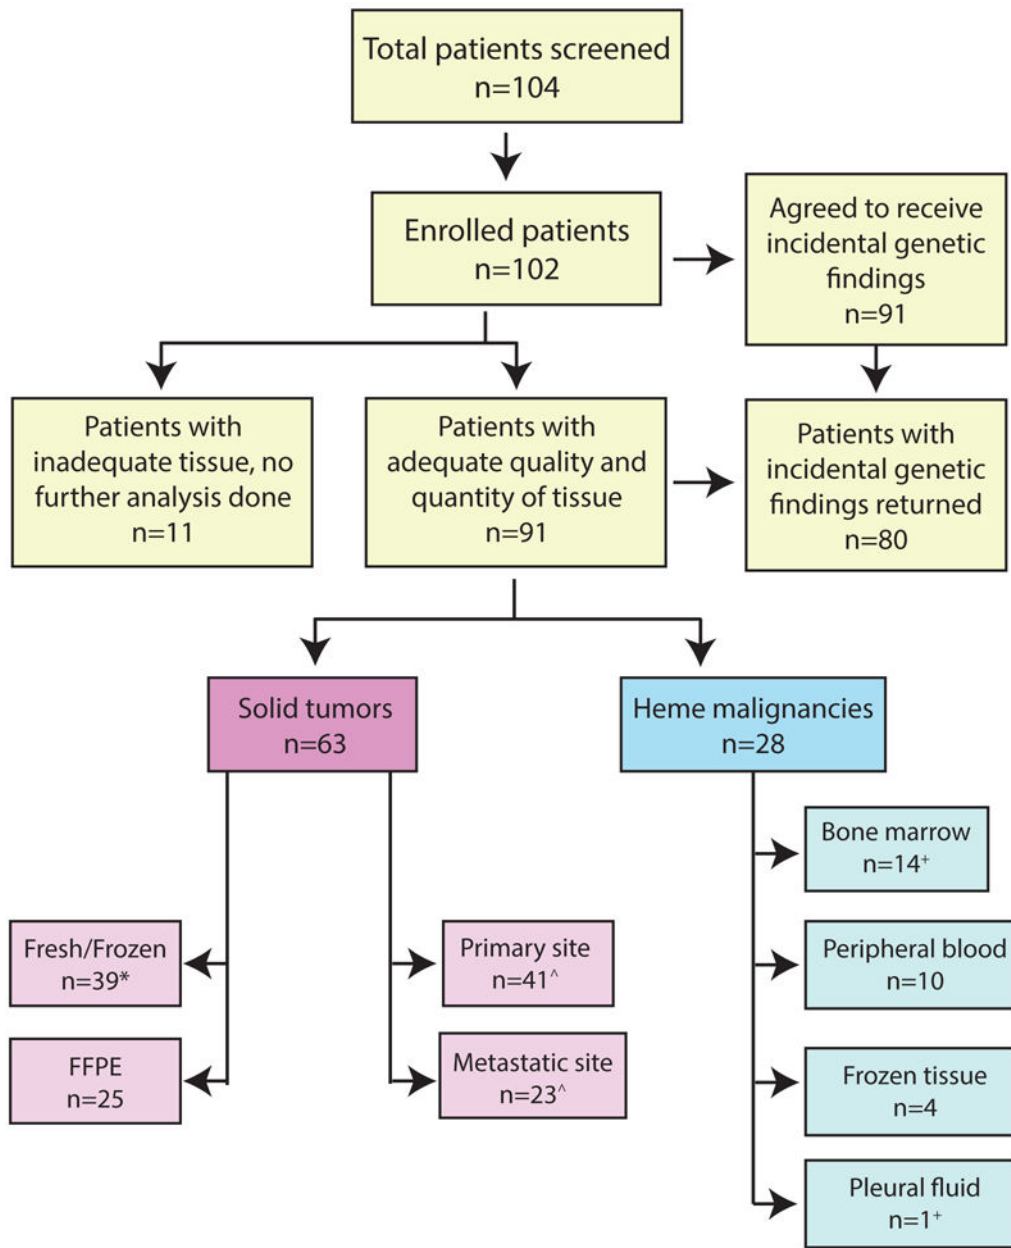 Total patients screened
n=104
Enrolled patients
n=102
Agreed to receive
incidental genetic
findings
n=91
Patients with
inadequate tissue, no
further analysis done
n=11
Patients with
adequate quality and
quantity of tissue
n=91
Patients with
incidental genetic
findings returned
n=80
Solid tumors
n=63
Heme malignancies
n=28
Fresh/Frozen
n=39*
FFPE
n=25
Primary site
n=41^
Metastatic site
n=23^
Bone marrow
n=14⁺
Peripheral blood
n=10
Frozen tissue
n=4
Pleural fluid
n=1⁺